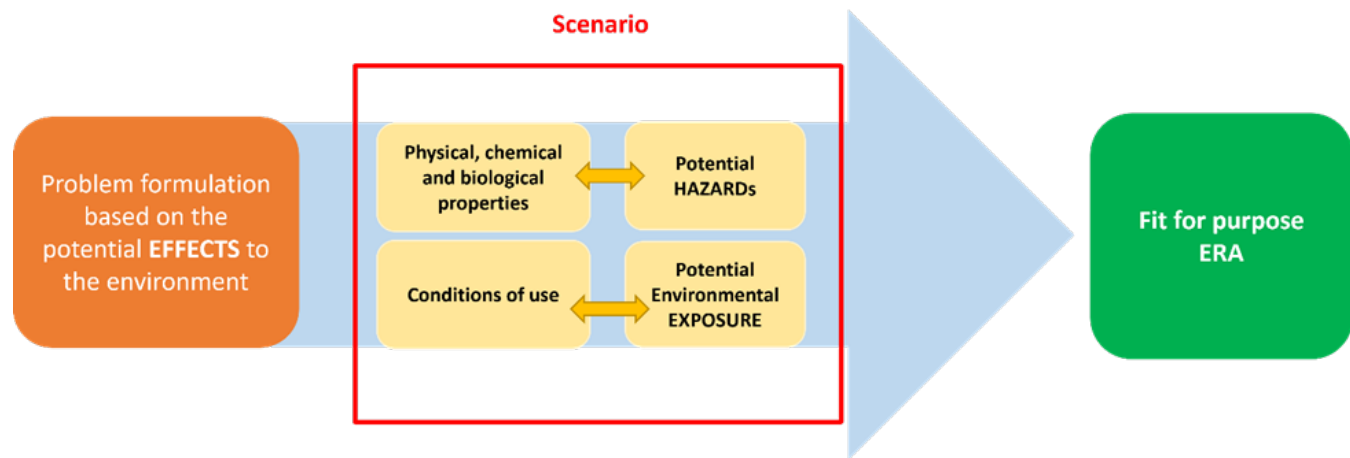 Scenario
Problem formulation
based on the
potential EFFECTS to
the environment
Physical, chemical
and biological
properties
Potential
HAZARDs
Conditions of use
Potential
Environmental
EXPOSURE
Fit for purpose
ERA